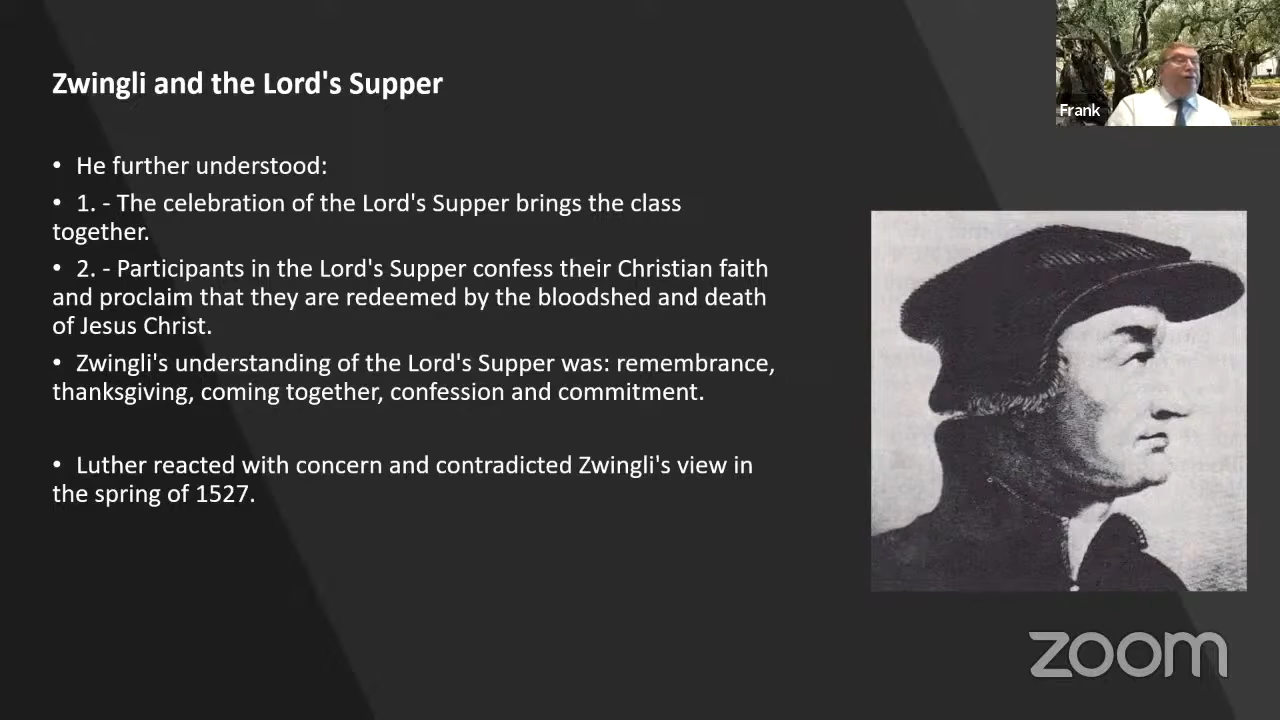 Zwingli and the Lord's Supper
Frank
• He further understood:
• 1. - The celebration of the Lord's Supper brings the class
together.
• 2. - Participants in the Lord's Supper confess their Christian faith
and proclaim that they are redeemed by the bloodshed and death
of Jesus Christ.
• Zwingli's understanding of the Lord's Supper was: remembrance,
thanksgiving, coming together, confession and commitment.
• Luther reacted with concern and contradicted Zwingli's view in
the spring of 1527.
zoom